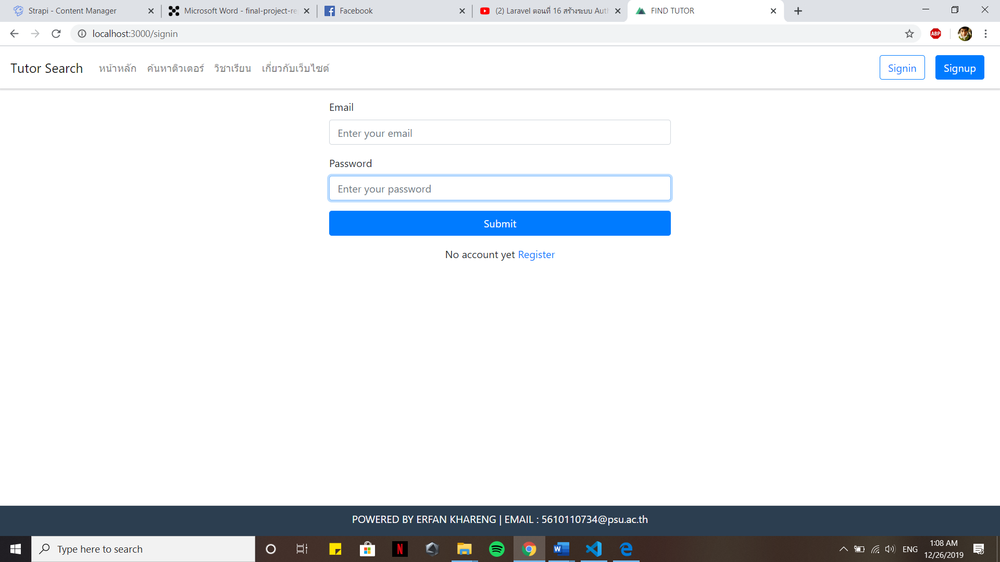 Strapi - Content Manager
Microsoft Word - final-project-re
Facebook
(2) Laravel ตอนที่ 16 สร้างระบบ Auth
FIND TUTOR
localhost:3000/signin
ABP
Tutor Search หน้าหลัก ค้นหาติวเตอร์ วิชาเรียน เกี่ยวกับเว็บไซต์ Signin Signup
Email
Enter your email
Password
Enter your password
Submit
No account yet Register
POWERED BY ERFAN KHARENG | EMAIL : 5610110734@psu.ac.th
Type here to search
ENG
1:08 AM
12/26/2019